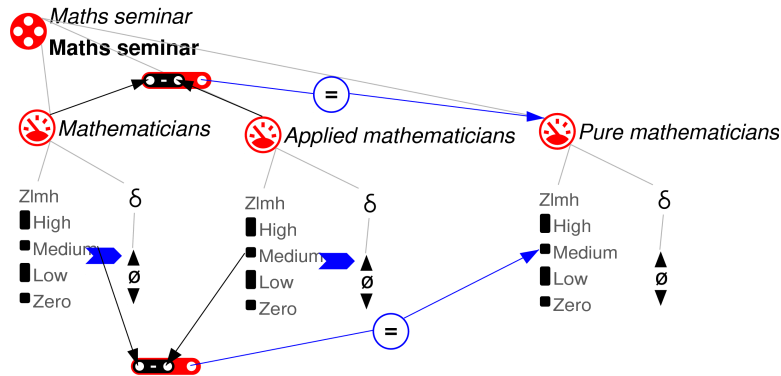 Maths seminar
Maths seminar
-
=
Mathematicians
Applied mathematicians
Pure mathematicians
Zlmh
δ
High
Medium
Low
Zero
ø
Zlmh
δ
High
Medium
Low
Zero
ø
Zlmh
δ
High
Medium
Low
Zero
ø
-
=